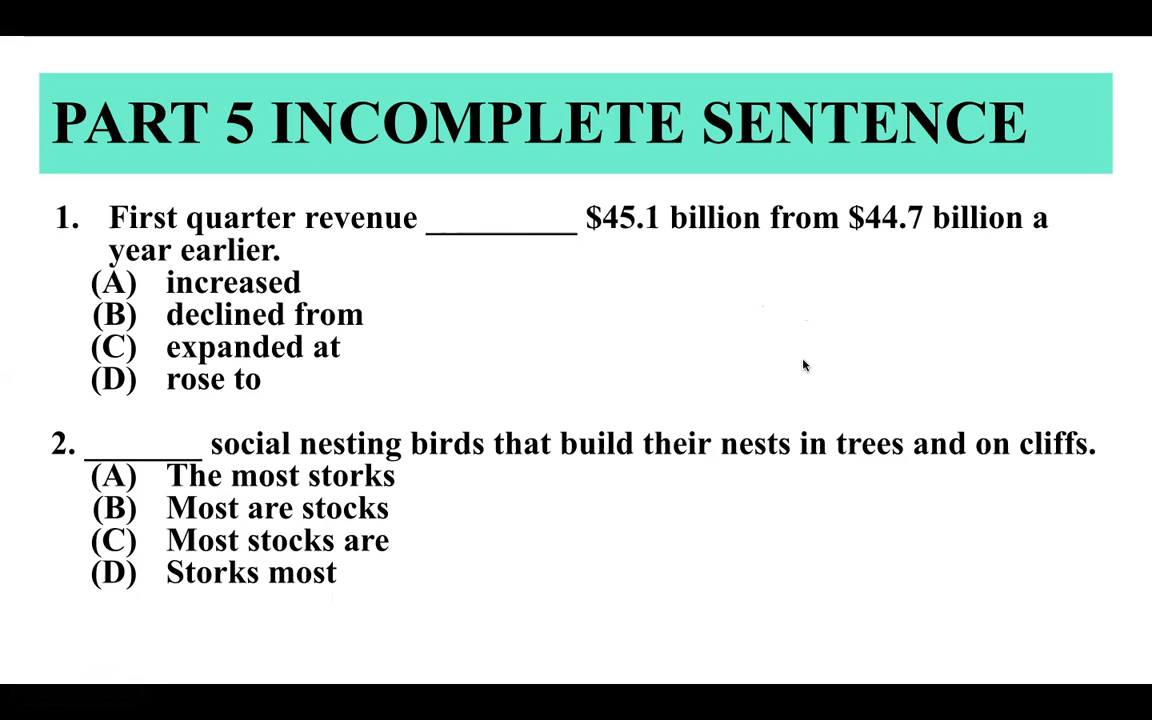 PART 5 INCOMPLETE SENTENCE
1. First quarter revenue _________ $45.1 billion from $44.7 billion a
year earlier.
(A) increased
(B) declined from
(C) expanded at
(D) rose to
2. _______ social nesting birds that build their nests in trees and on cliffs.
(A) The most storks
(B) Most are stocks
(C) Most stocks are
(D) Storks most